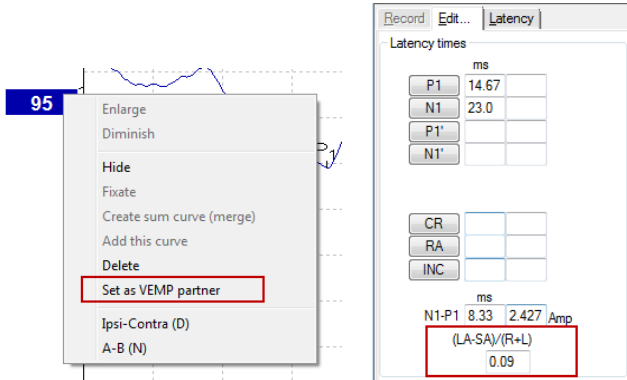 95
Enlarge
Diminish
Hide
Fixate
Create sum curve (merge)
Add this curve
Delete
Set as VEMP partner
Ipsi-Contra (D)
A-B (N)
P1
Record Edit... Latency
Latency times
ms
P1 14.67
N1 23.0
P1'
N1'
CR
RA
INC
ms
N1-P1 8.33 2.427 Amp
(LA-SA)/(R+L)
0.09